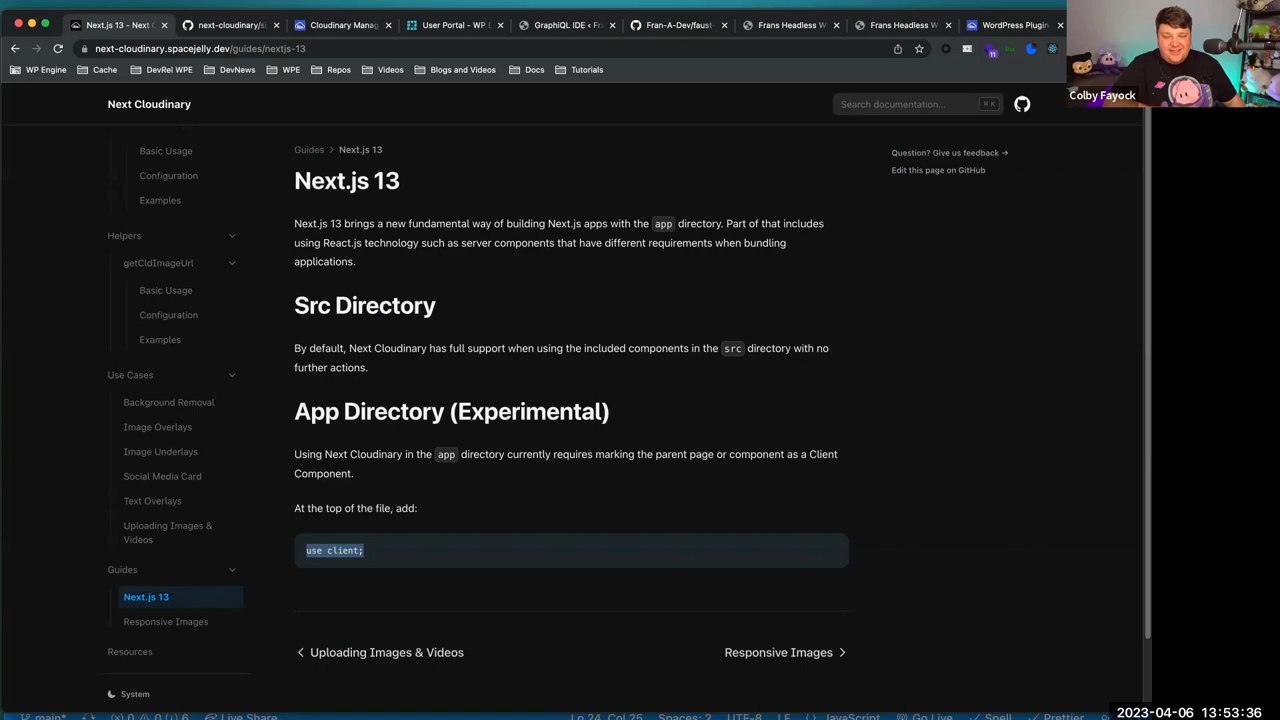 Next.js 13 – Next Cloudinary
next-cloudinary/s
Cloudinary Manag
User Portal - WP
GraphiQL IDE ‹ F
Fran-A-Dev/faust
Frans Headless W
Frans Headless W
WordPress Plugin
next-cloudinary.spacejelly.dev/guides/nextjs-13
11
WP Engine
Cache
DevRel WPE
DevNews
WPE
Repos
Videos
Blogs and Videos
Docs
Tutorials
Colby Fayock
Next Cloudinary
Search documentation...
⌘ K
Basic Usage
Configuration
Examples
Helpers
getCldImageUrl
Basic Usage
Configuration
Examples
Use Cases
Background Removal
Image Overlays
Image Underlays
Social Media Card
Text Overlays
Uploading Images &
Videos
Guides
Next.js 13
Responsive Images
Resources
System
Guides > Next.js 13
Next.js 13
Next.js 13 brings a new fundamental way of building Next.js apps with the app directory. Part of that includes
using React.js technology such as server components that have different requirements when bundling
applications.
Src Directory
By default, Next Cloudinary has full support when using the included components in the src directory with no
further actions.
App Directory (Experimental)
Using Next Cloudinary in the app directory currently requires marking the parent page or component as a Client
Component.
At the top of the file, add:
use client;
Uploading Images & Videos
Responsive Images
Question? Give us feedback →
Edit this page on GitHub
main*
Live Share
Ln 24, Col 25
Spaces: 2
UTF-8
LF
JavaScript
Go Live
Spell
Prettier
2023-04-06 13:53:36